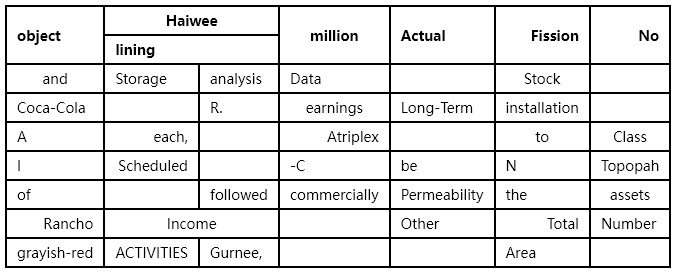 object Haiwee million Actual Fission No
lining
and Storage analysis Data Stock
Coca-Cola R. earnings Long-Term installation
A each, Atriplex to Class
I Scheduled -C be N Topopah
of followed commercially Permeability the assets
Rancho Income Other Total Number
grayish-red ACTIVITIES Gurnee, Area